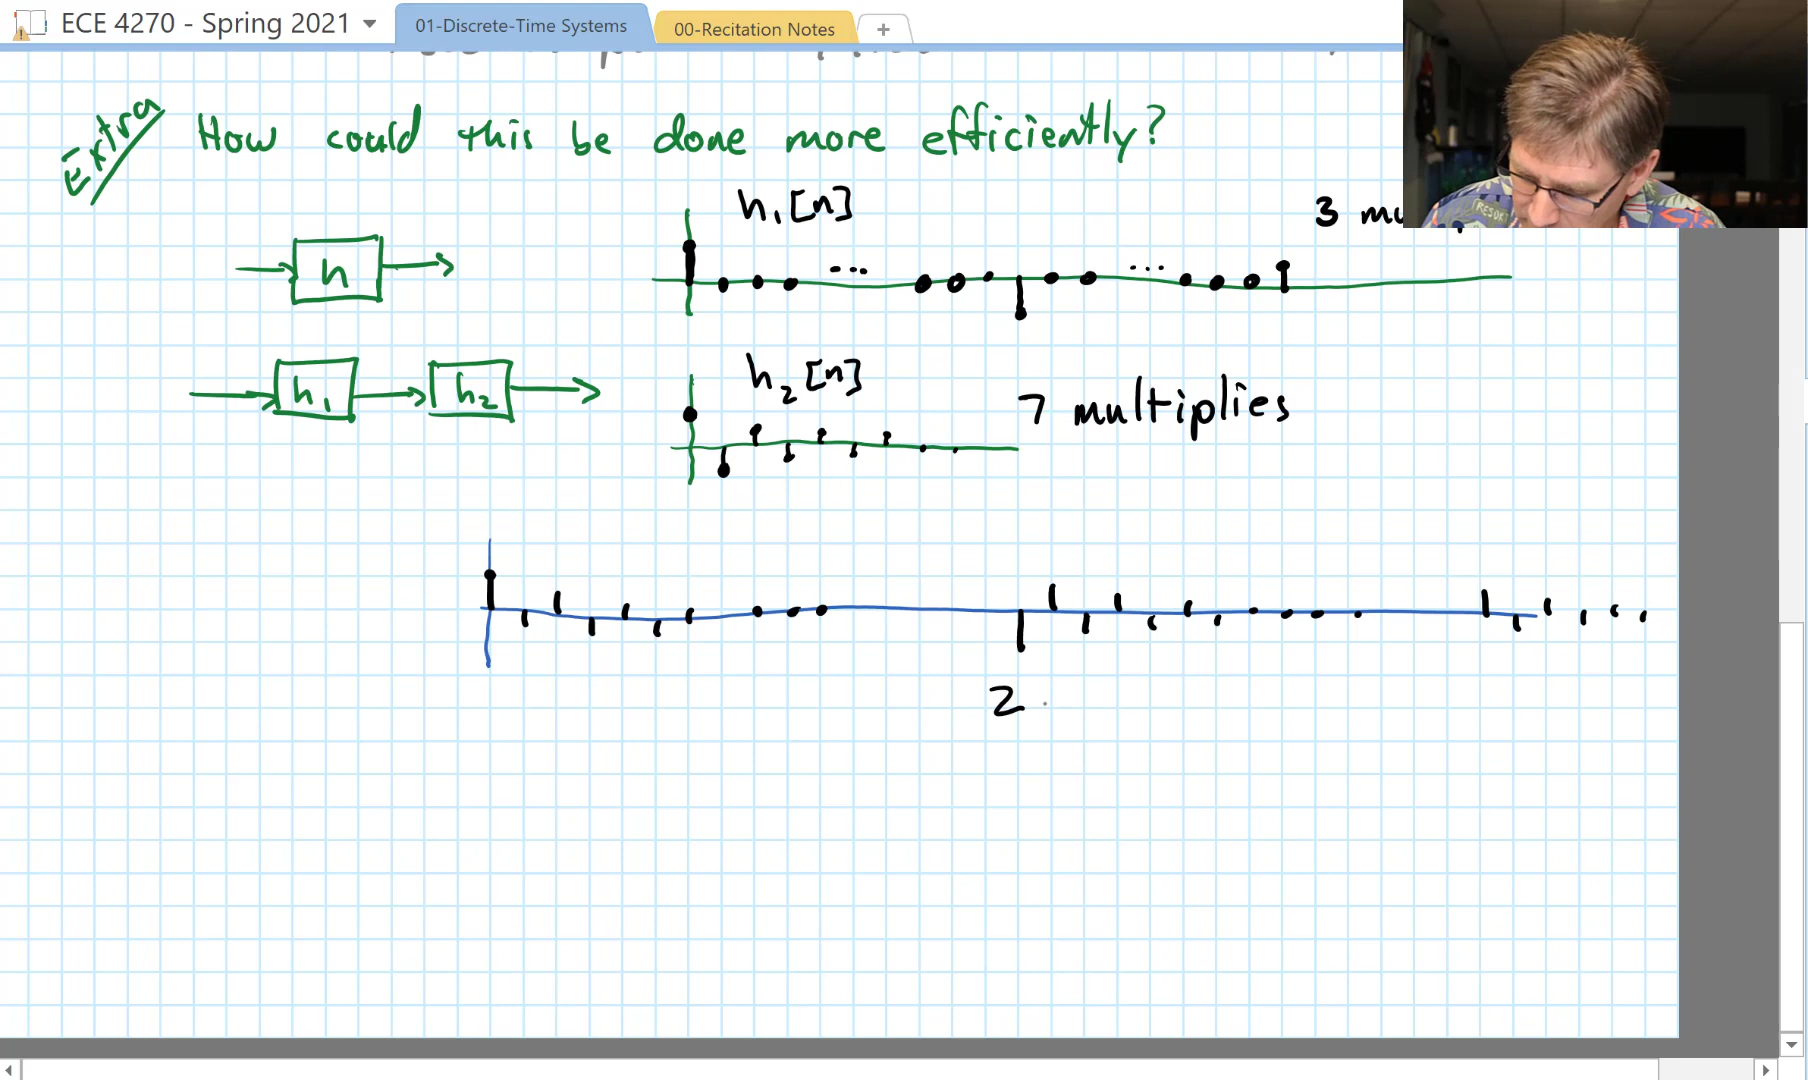 ECE 4270 - Spring 2021
01-Discrete-Time Systems
00-Recitation Notes
+
Extra
How could this be done more efficiently?
h₁[n]
3
h
h₂[n]
h₁ h₂
7 multiplies
2